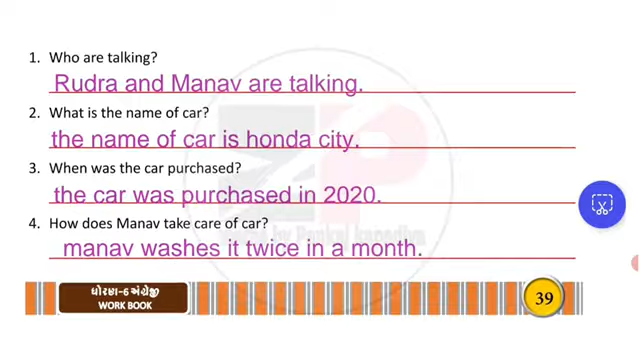 1. Who are talking?
Rudra and Manav are talking.
2. What is the name of car?
the name of car is honda city.
3. When was the car purchased?
the car was purchased in 2020.
4. How does Manav take care of car?
manav washes it twice in a month.
ધોરણ-6 અંગ્રેજી
WORK BOOK
39